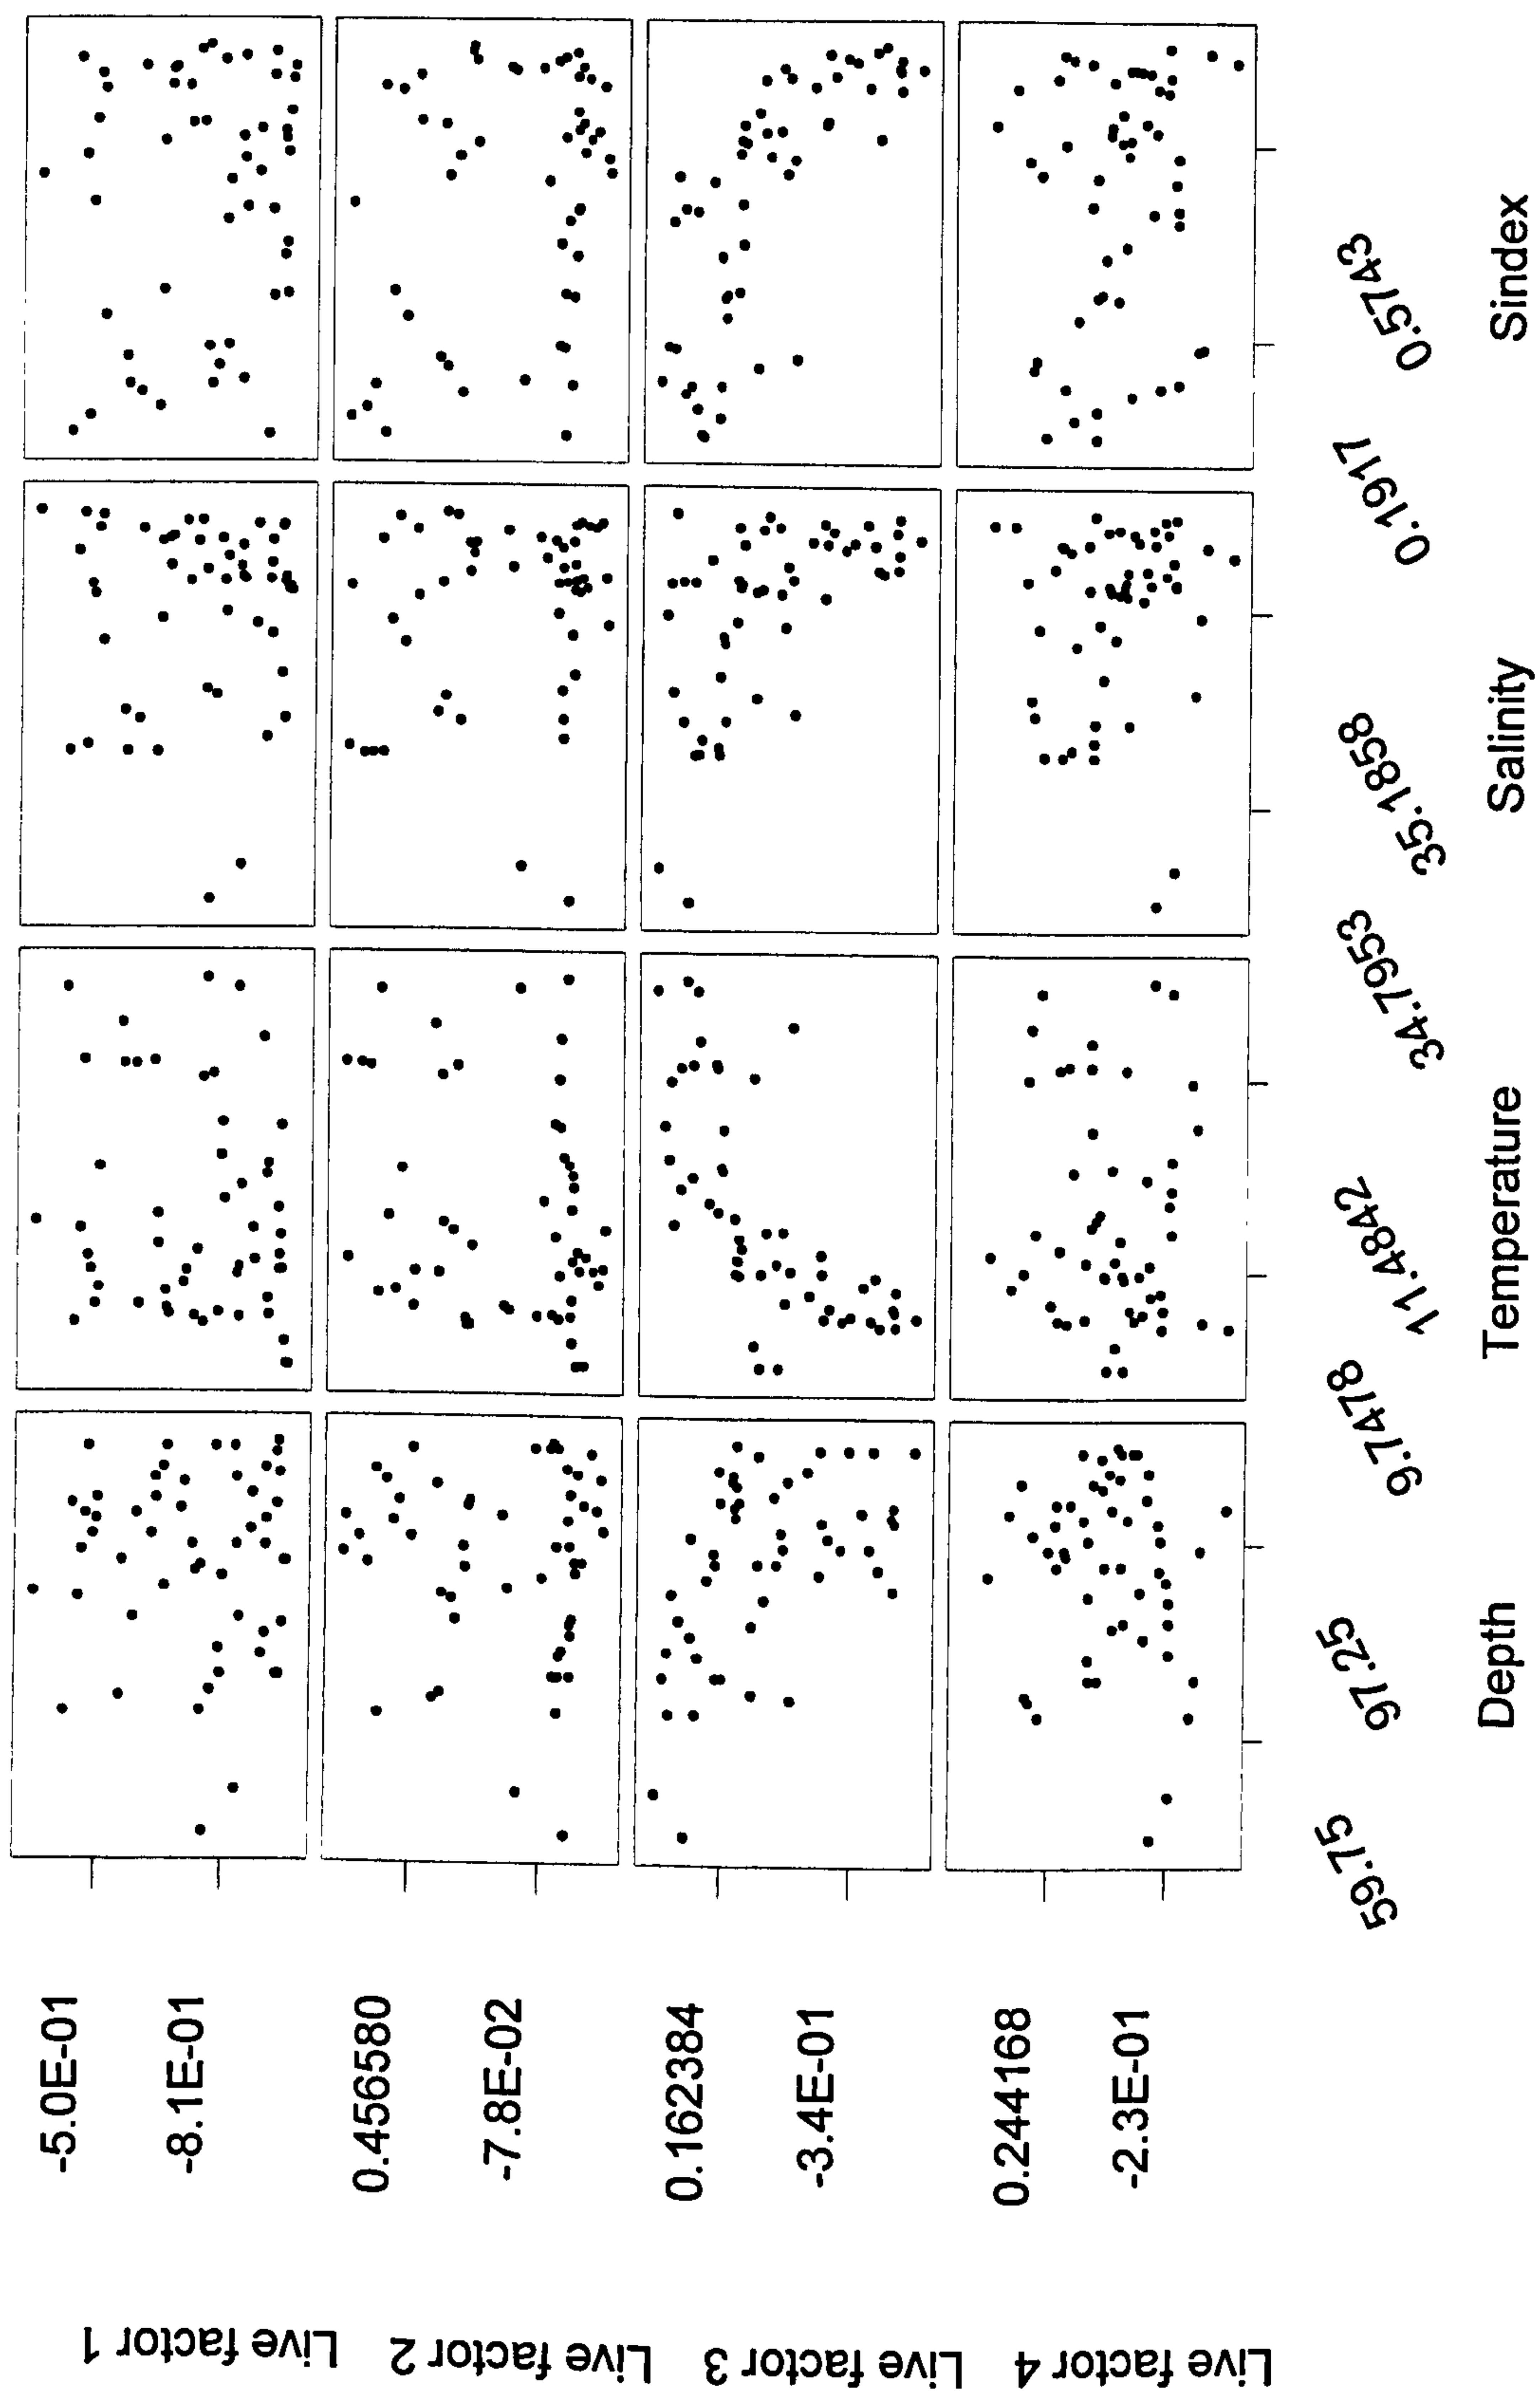 Live factor 1
-5.0E-01
-8.1E-01
Live factor 2
0.456580
-7.8E-02
Live factor 3
0.162384
-3.4E-01
Live factor 4
0.244168
-2.3E-01
59.75
97.25
9.7478
11.4842
34.7953
35.1858
0.1917
0.5743
Depth
Temperature
Salinity
Sindex